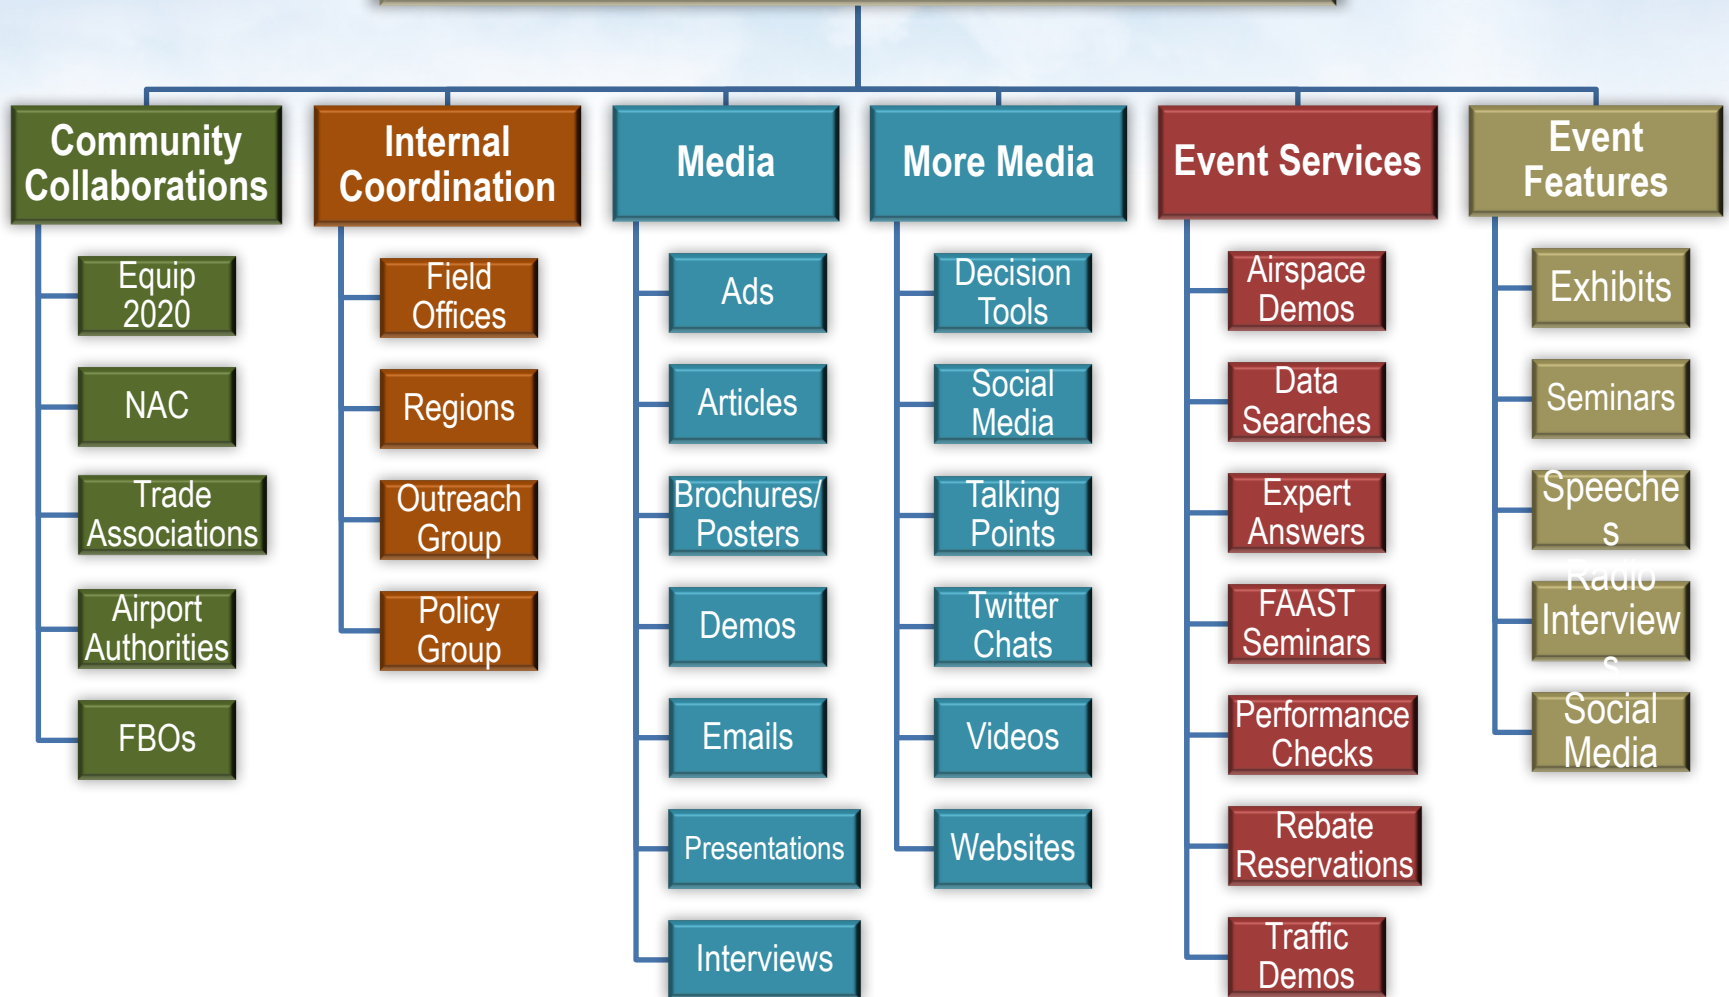 Community
Collaborations
Equip
2020
NAC
Trade
Associations
Airport
Authorities
FBOs
Internal
Coordination
Field
Offices
Regions
Outreach
Group
Policy
Group
Media
Ads
Articles
Brochures/
Posters
Demos
Emails
Presentations
Interviews
More Media
Decision
Tools
Social
Media
Talking
Points
Twitter
Chats
Videos
Websites
Event Services
Airspace
Demos
Data
Searches
Expert
Answers
FAAST
Seminars
Performance
Checks
Rebate
Reservations
Traffic
Demos
Event
Features
Exhibits
Seminars
Speeche
s
Radio
Interview
s
Social
Media